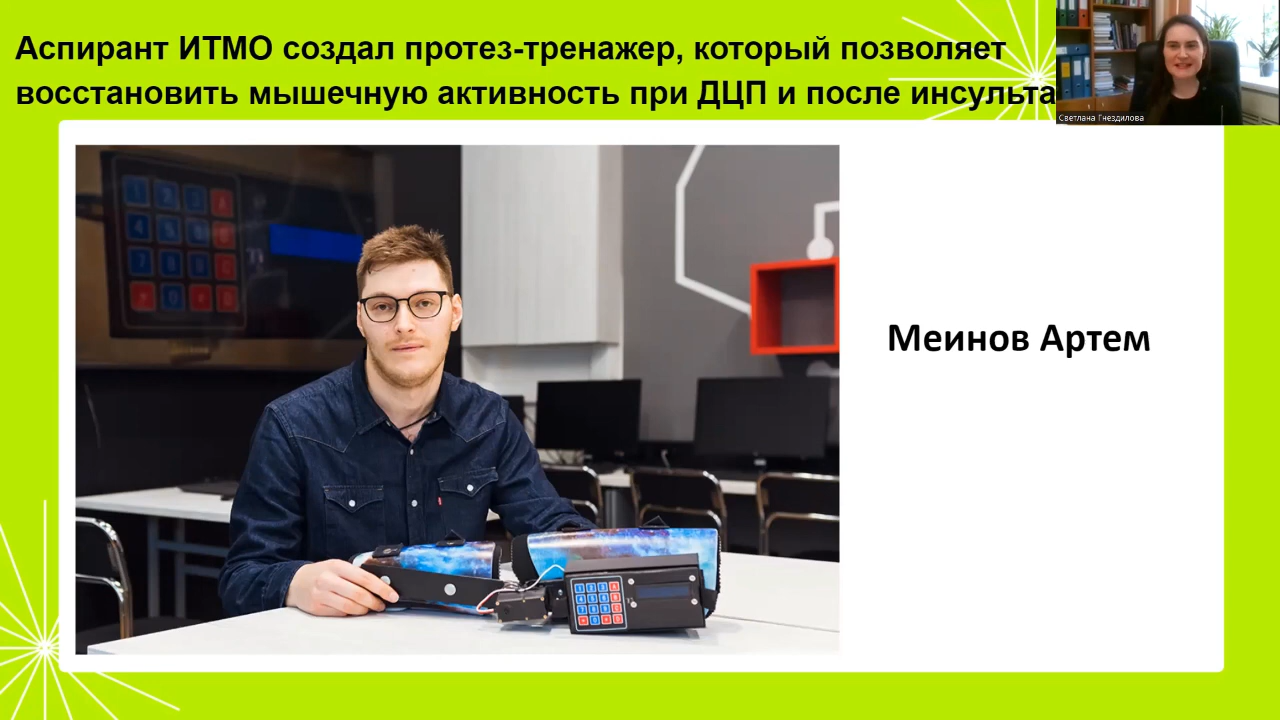 Аспирант ИТМО создал протез-тренажер, который позволяет
восстановить мышечную активность при ДЦП и после инсульта
Светлана Гнездилова
Меинов Артем